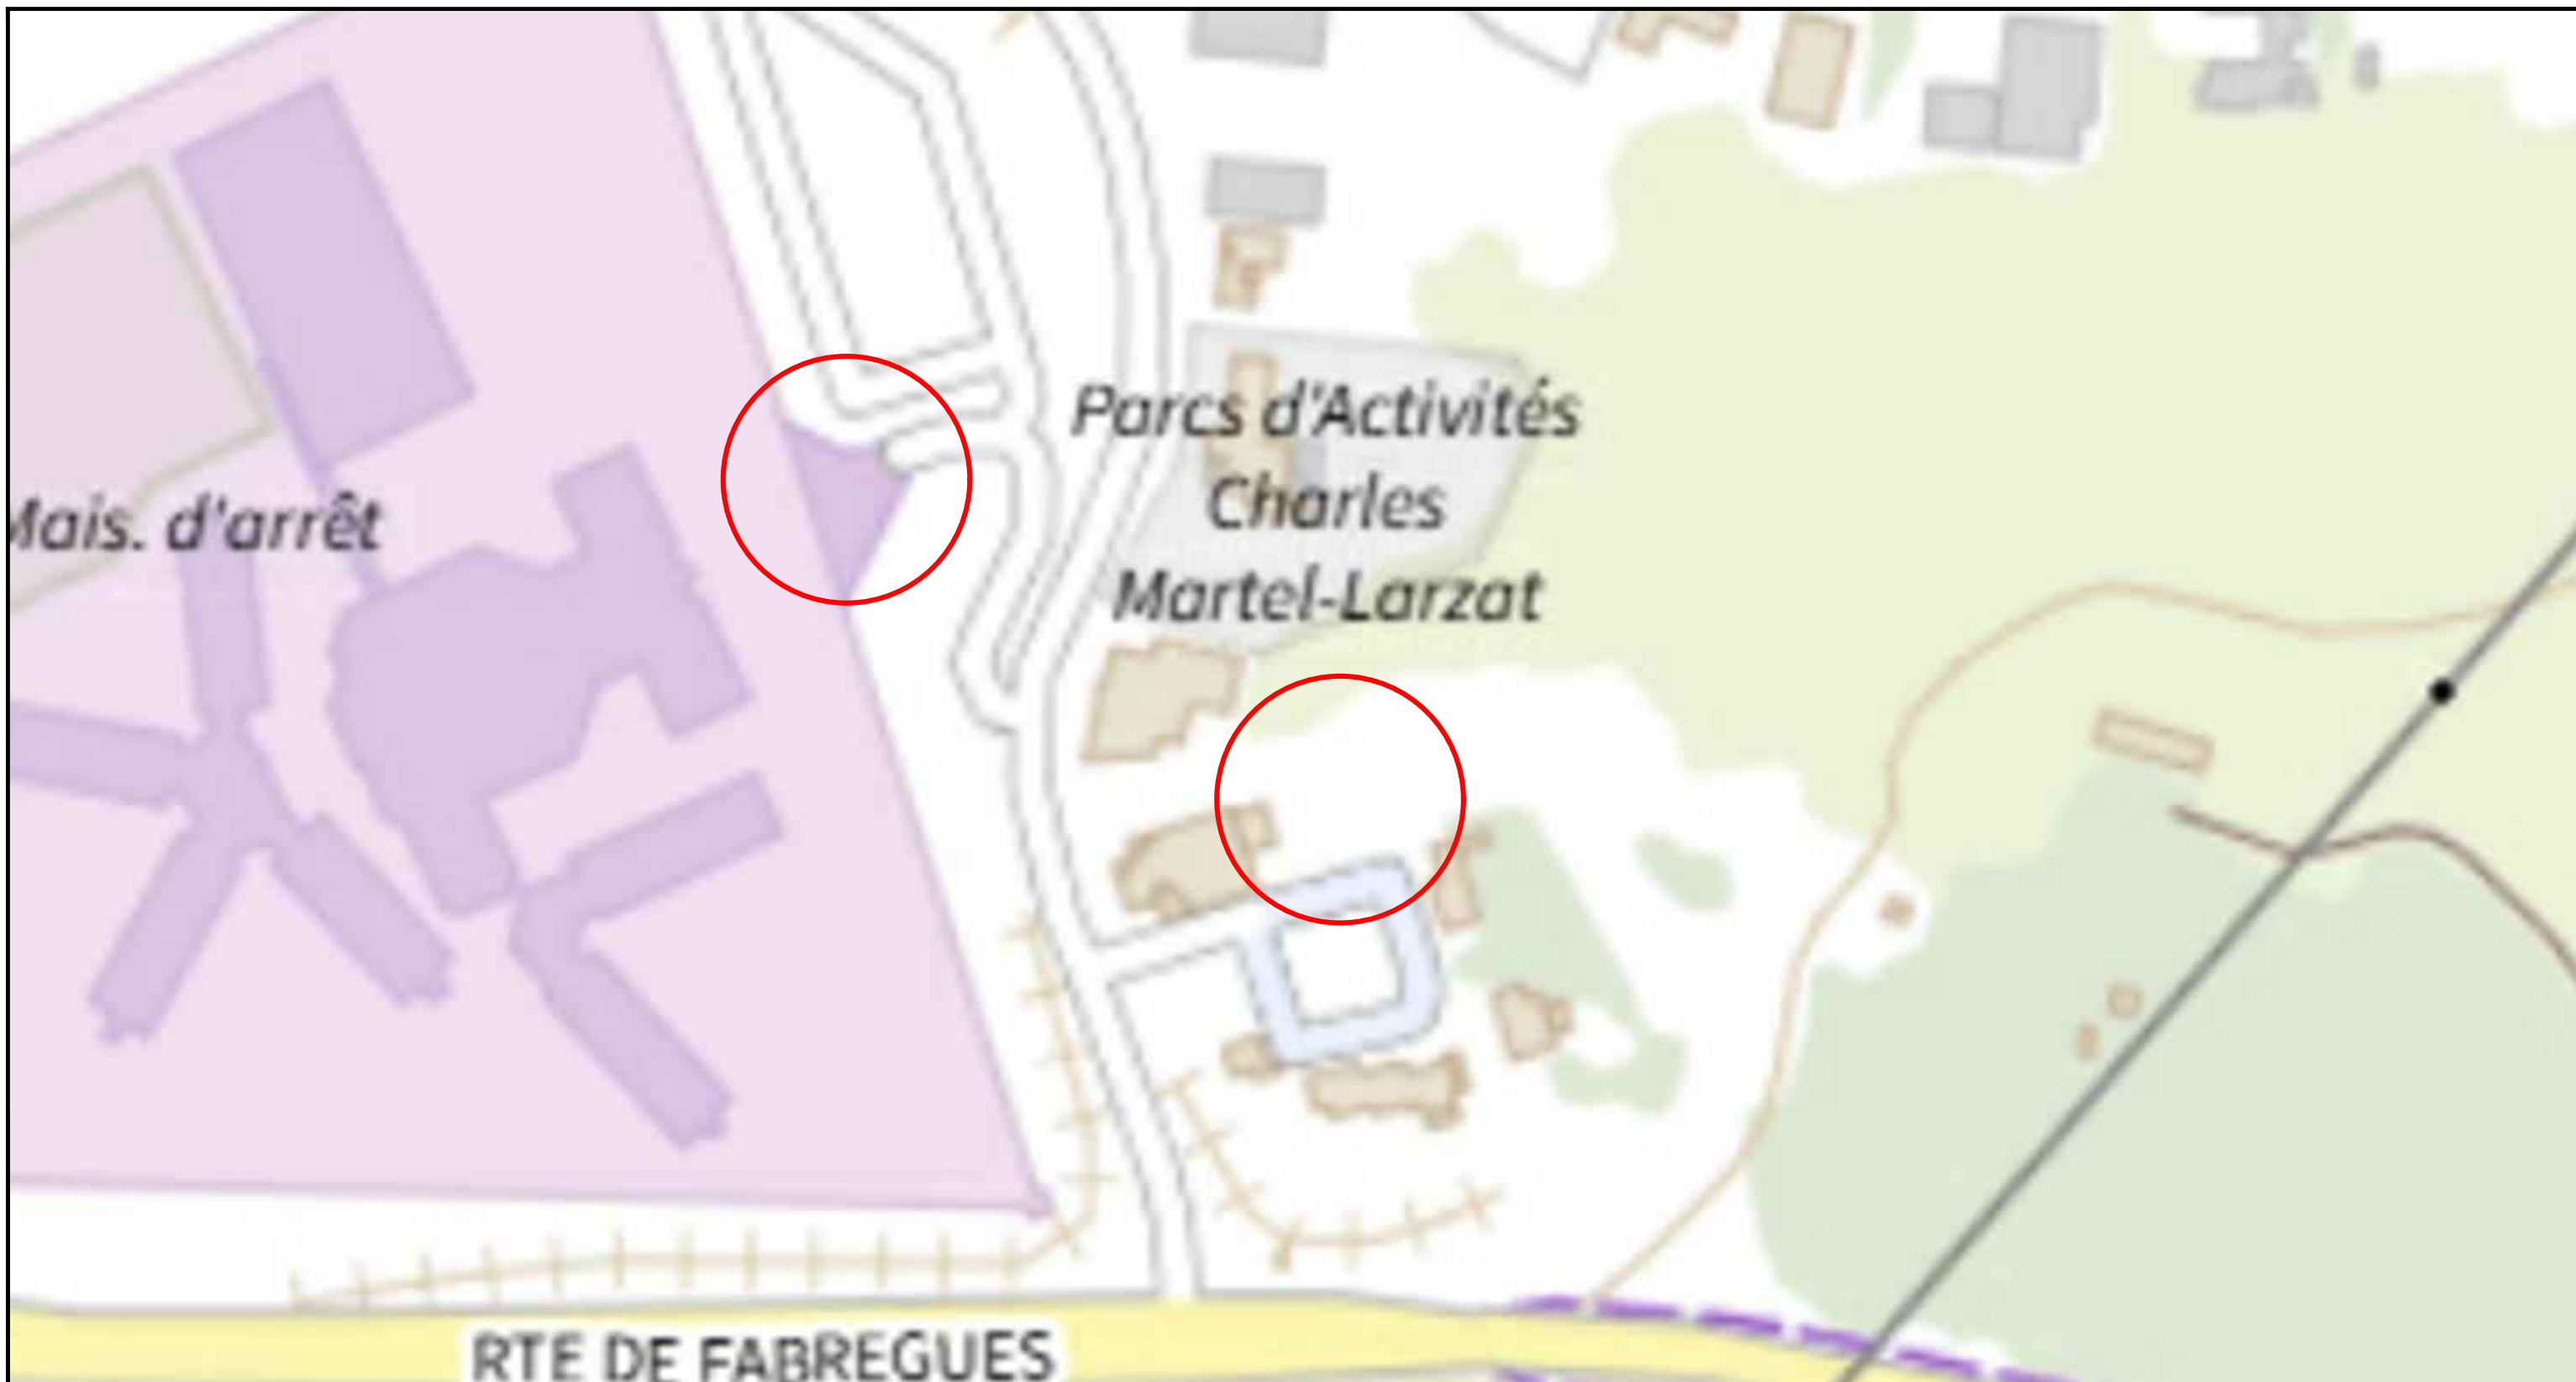 Parcs d'Activités
Charles
Martel-Larzat
Mais. d'arrêt
RTE DE FABREGUES